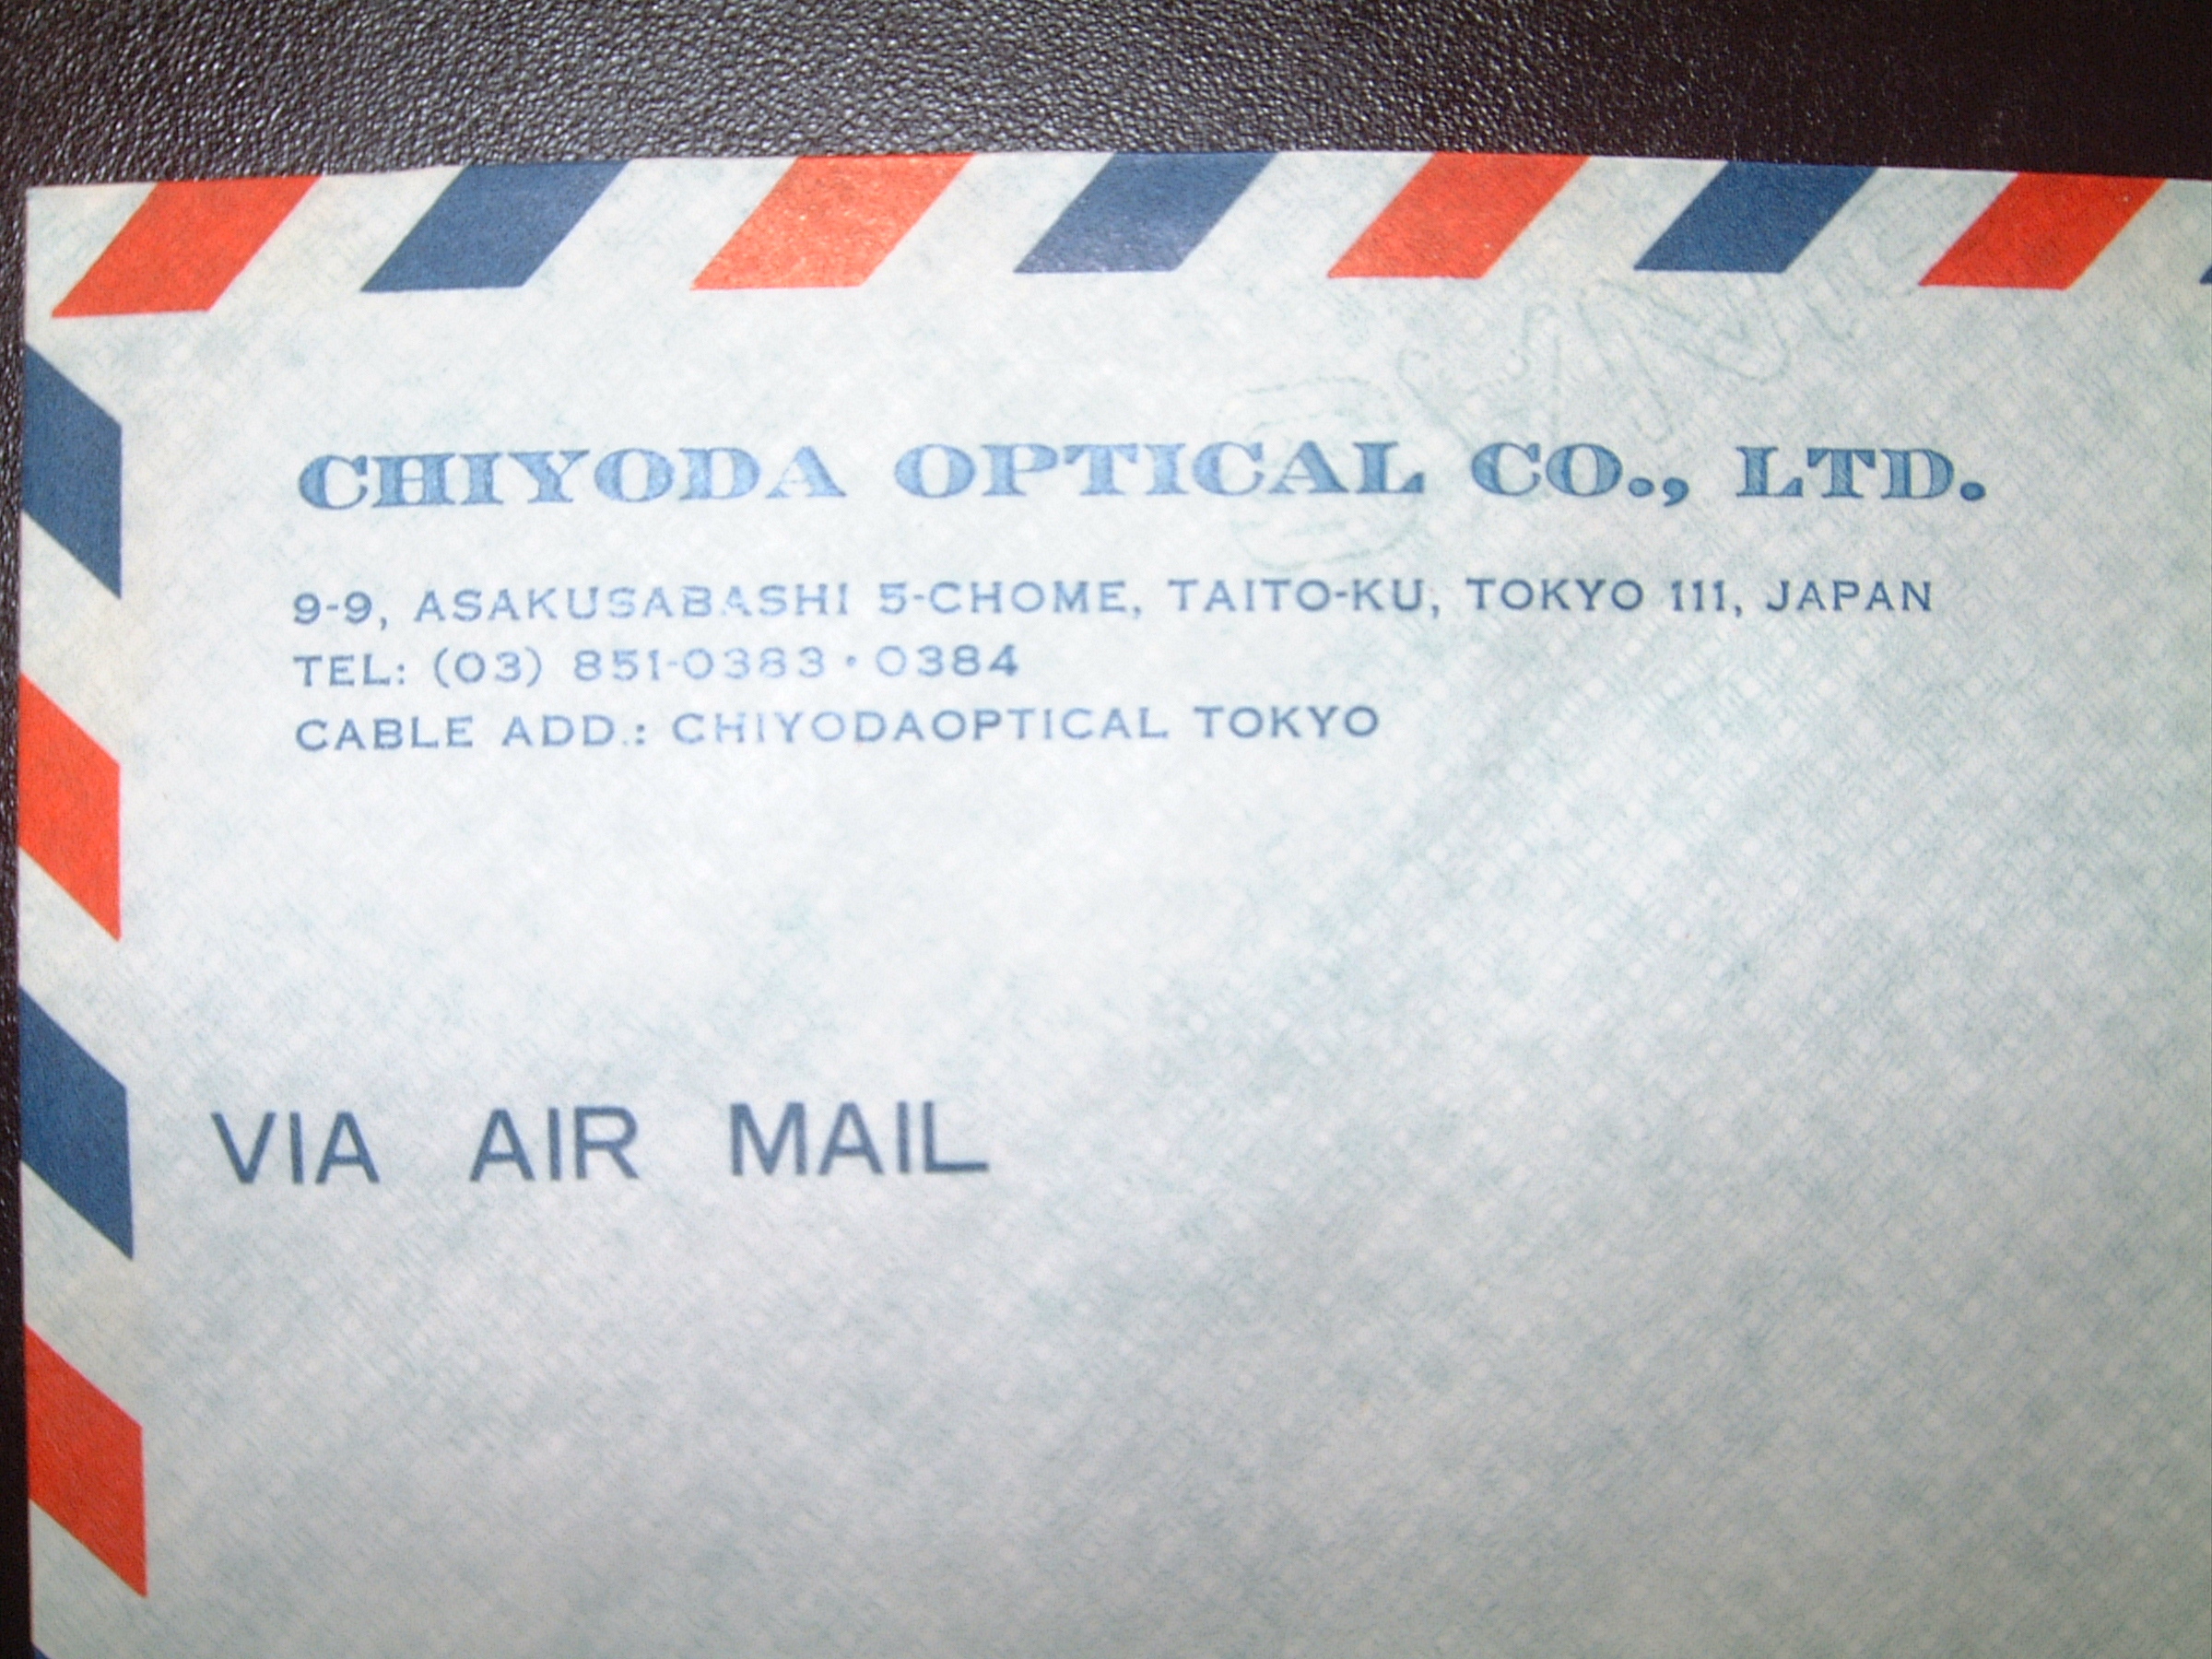 CHIYODA OPTICAL CO., LTD.
9-9, ASAKUSABASHI 5-CHOME, TAITO-KU, TOKYO 111, JAPAN
TEL: (03) 851-0383・0384
CABLE ADD.: CHIYODAOPTICAL TOKYO
VIA AIR MAIL